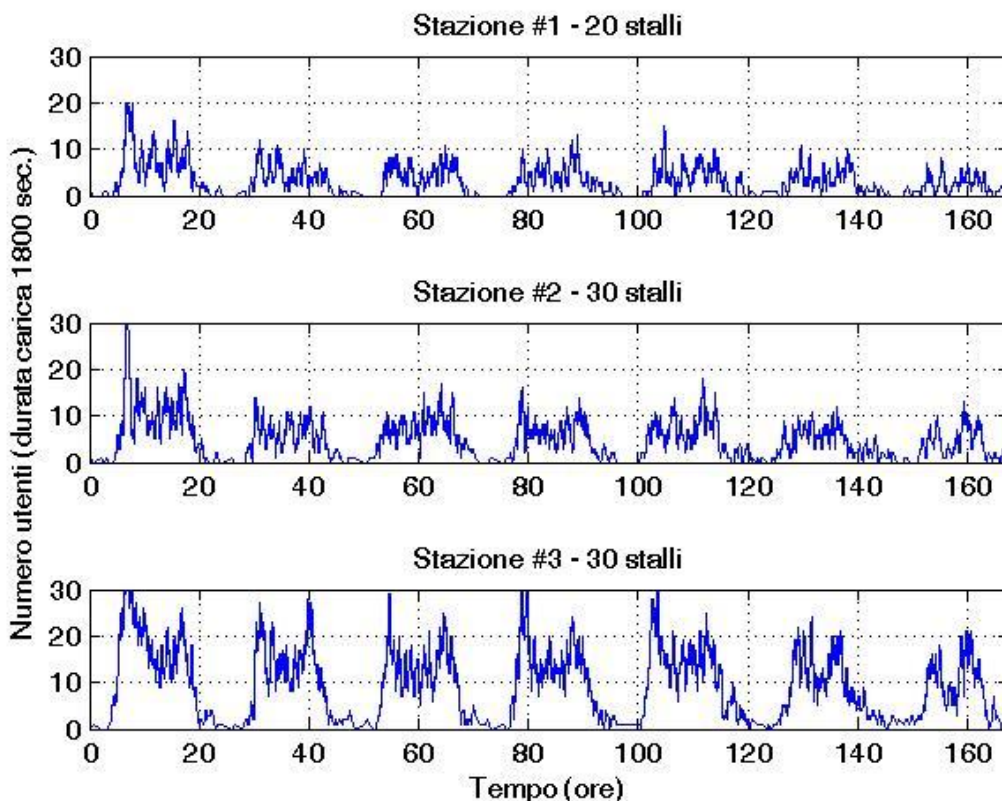 Stazione #1 - 20 stalli
30
20
10
0
0 20 40 60 80 100 120 140 160
Stazione #2 - 30 stalli
30
20
10
0
0 20 40 60 80 100 120 140 160
Stazione #3 - 30 stalli
30
20
10
0
0 20 40 60 80 100 120 140 160
Tempo (ore)
Numero utenti (durata carica 1800 sec.)